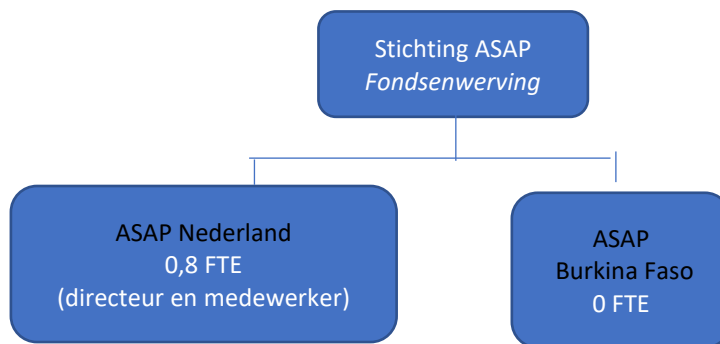 Stichting ASAP
Fondsenwerving
ASAP Nederland
0,8 FTE
(directeur en medewerker)
ASAP
Burkina Faso
0 FTE